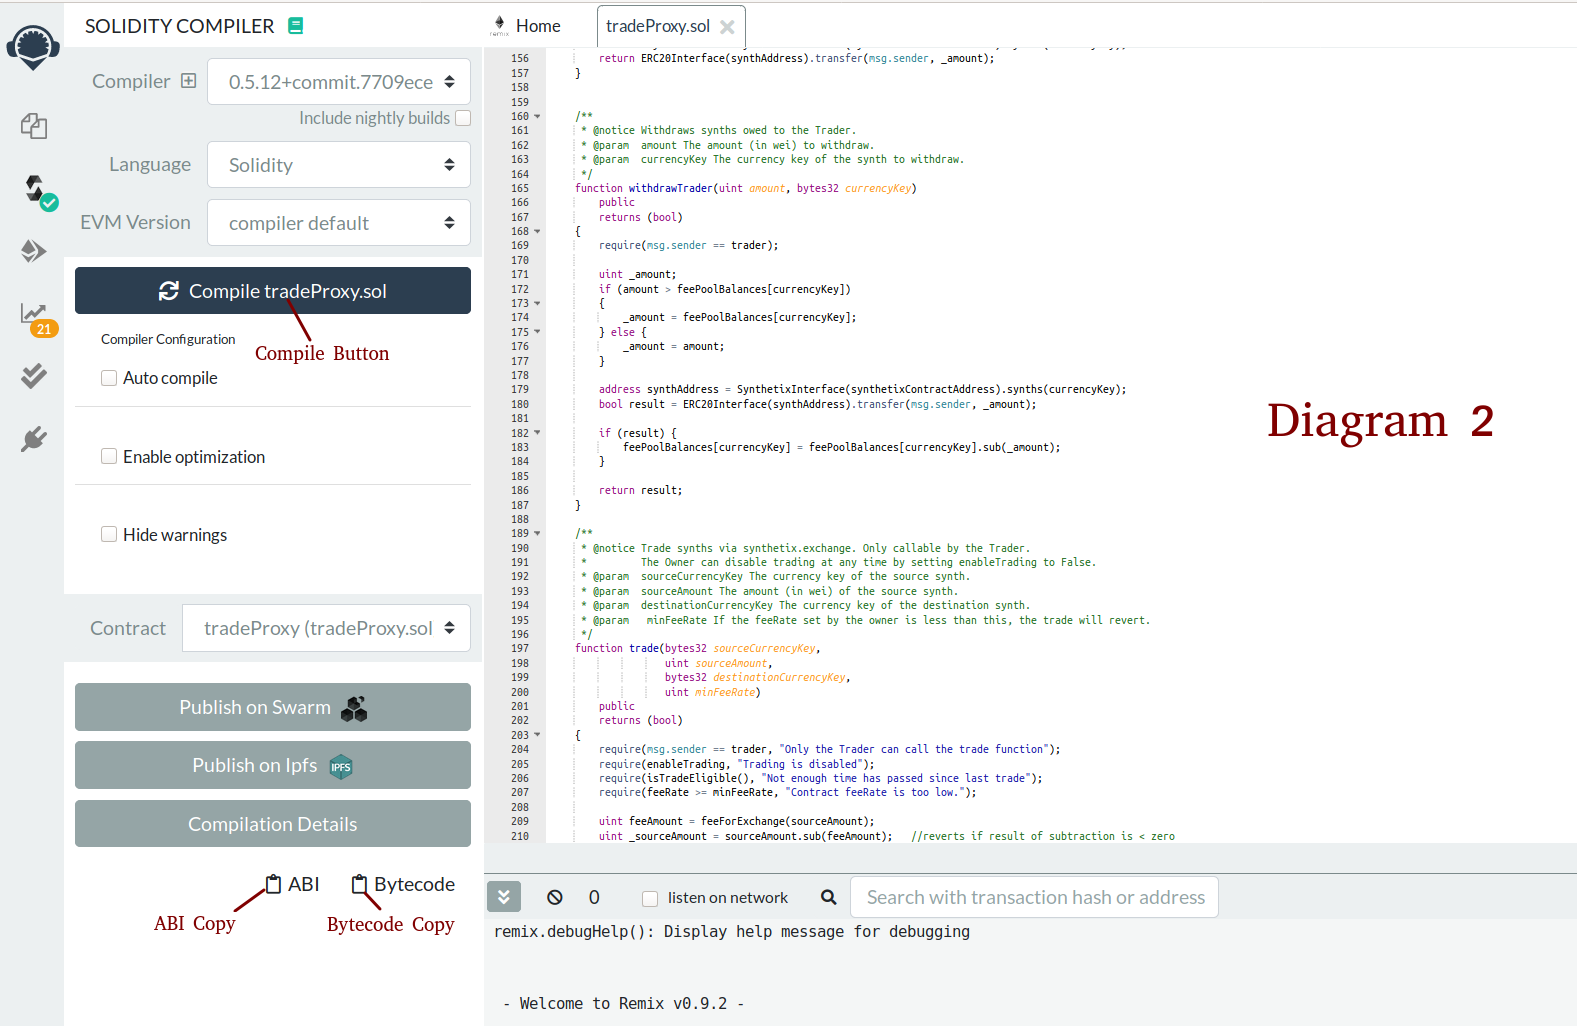 SOLIDITY COMPILER
Compiler
0.5.12+commit.7709ece
Include nightly builds
Language
Solidity
EVM Version
compiler default
Compile tradeProxy.sol
Compiler Configuration
Compile Button
Auto compile
Enable optimization
Hide warnings
21
Contract
tradeProxy (tradeProxy.sol
Publish on Swarm
Publish on Ipfs
IPFS
Compilation Details
ABI
Bytecode
ABI Copy
Bytecode Copy
remix
Home
tradeProxy.sol
156 return ERC20Interface(synthAddress).transfer(msg.sender, _amount);
157 }
158
159
160 /**
161 * @notice Withdraws synths owed to the Trader.
162 * @param  amount The amount (in wei) to withdraw.
163 * @param  currencyKey The currency key of the synth to withdraw.
164 */
165 function withdrawTrader(uint amount, bytes32 currencyKey)
166 public
167 returns (bool)
168 {
169 require(msg.sender == trader);
170
171 uint _amount;
172 if (amount > feePoolBalances[currencyKey])
173 {
174 _amount = feePoolBalances[currencyKey];
175 } else {
176 _amount = amount;
177 }
178
179 address synthAddress = SynthetixInterface(synthetixContractAddress).synths(currencyKey);
180 bool result = ERC20Interface(synthAddress).transfer(msg.sender, _amount);
181
182 if (result) {
183 feePoolBalances[currencyKey] = feePoolBalances[currencyKey].sub(_amount);
184 }
185
186 return result;
187 }
188
189 /**
190 * @notice Trade synths via synthetix.exchange. Only callable by the Trader.
191 *         The Owner can disable trading at any time by setting enableTrading to False.
192 * @param  sourceCurrencyKey The currency key of the source synth.
193 * @param  sourceAmount The amount (in wei) of the source synth.
194 * @param  destinationCurrencyKey The currency key of the destination synth.
195 * @param   minFeeRate If the feeRate set by the owner is less than this, the trade will revert.
196 */
197 function trade(bytes32 sourceCurrencyKey,
198 uint sourceAmount,
199 bytes32 destinationCurrencyKey,
200 uint minFeeRate)
201 public
202 returns (bool)
203 {
204 require(msg.sender == trader, "Only the Trader can call the trade function");
205 require(enableTrading, "Trading is disabled");
206 require(isTradeEligible(), "Not enough time has passed since last trade");
207 require(feeRate >= minFeeRate, "Contract feeRate is too low.");
208
209 uint feeAmount = feeForExchange(sourceAmount);
210 uint _sourceAmount = sourceAmount.sub(feeAmount);   //reverts if result of subtraction is < zero
Diagram 2
0
listen on network
Search with transaction hash or address
remix.debugHelp(): Display help message for debugging
- Welcome to Remix v0.9.2 -